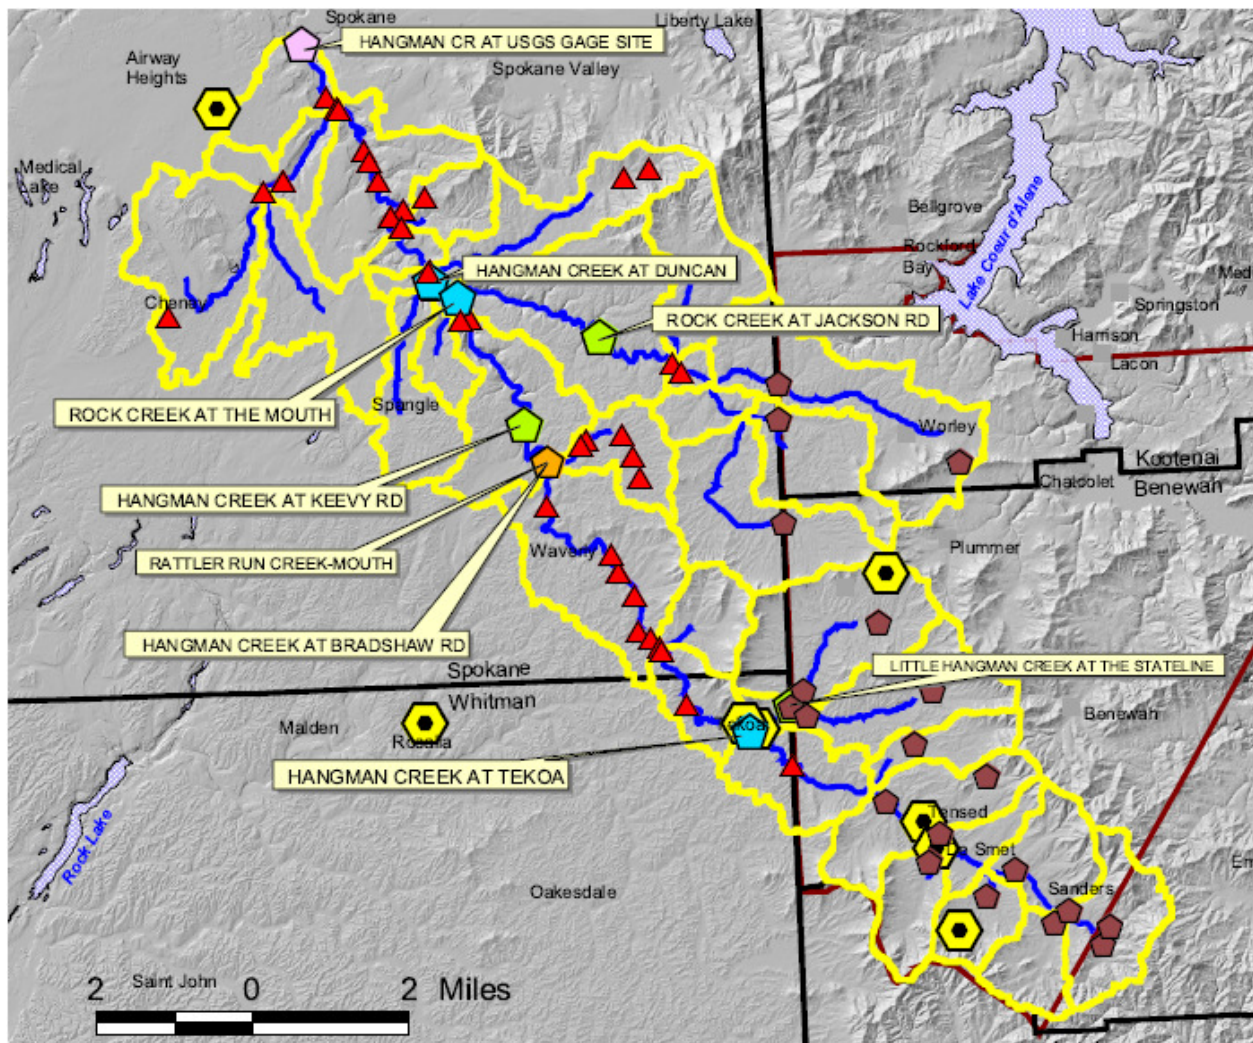 Spokane
Liberty Lake
HANGMAN CR AT USGS GAGE SITE
Airway
Heights
Spokane Valley
Medical
Lake
Bellgrove
Lake Coeur d'Alene
Rockford
Bay
HANGMAN CREEK AT DUNCAN
Med
Cheney
Springston
ROCK CREEK AT JACKSON RD
Harrison
Lacon
ROCK CREEK AT THE MOUTH
Spangle
Worley
Kootenai
Chatcolet
Benewah
HANGMAN CREEK AT KEEVY RD
Waverly
Plummer
RATTLER RUN CREEK-MOUTH
HANGMAN CREEK AT BRADSHAW RD
Spokane
LITTLE HANGMAN CREEK AT THE STATELINE
Whitman
Malden
Benewah
Rosalia
HANGMAN CREEK AT TEKOA
Tensed
De Smet
Rock Lake
Em
Oakesdale
Sanders
Saint John
2 0 2 Miles